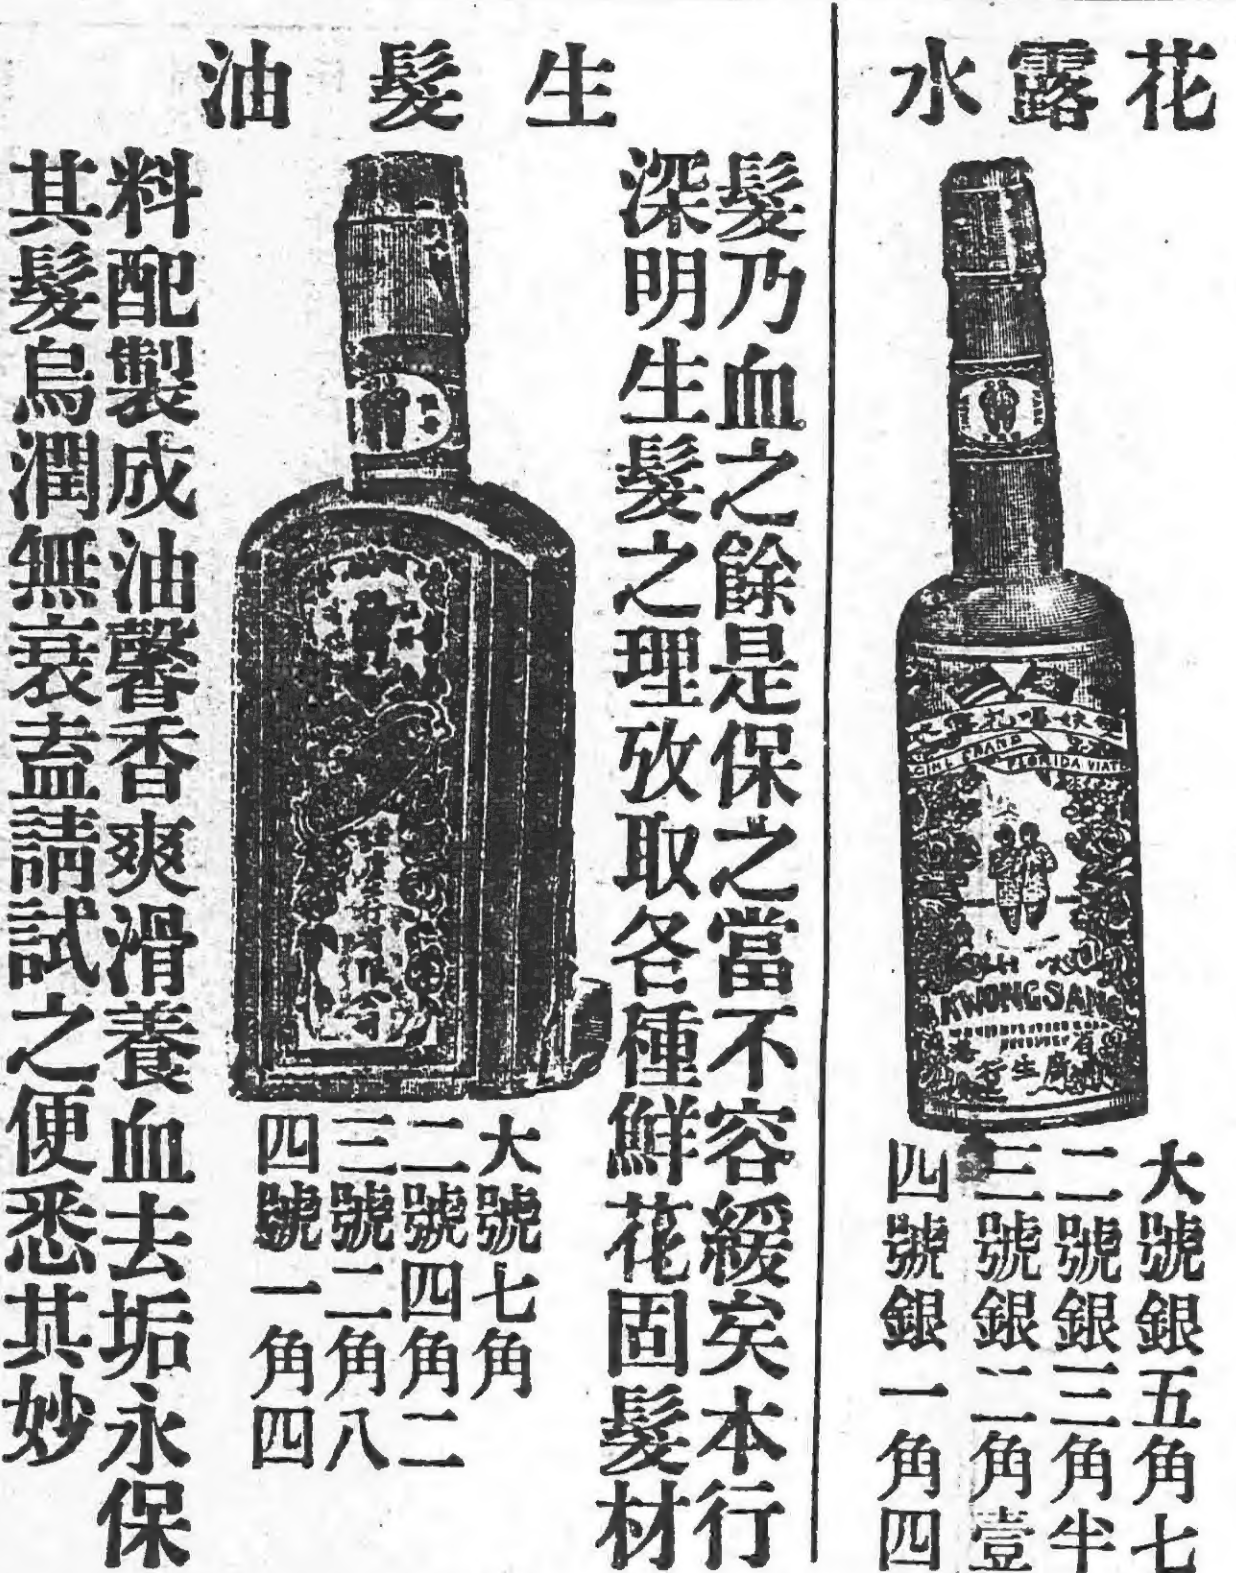 花露水
大號銀五角七
二號銀三角半
三號銀二角壹
四號銀一角四
GIRL BRAND
FLORIDA WATE
KWONGSANG
生髮油
髮乃血之餘是保之當不容緩矣本行
深明生髮之理攷取各種鮮花固髮材
料配製成油馨香爽滑養血去垢永保
其髮烏潤無衰盍請試之便悉其妙
大號七角
二號四角二
三號二角八
四號一角四